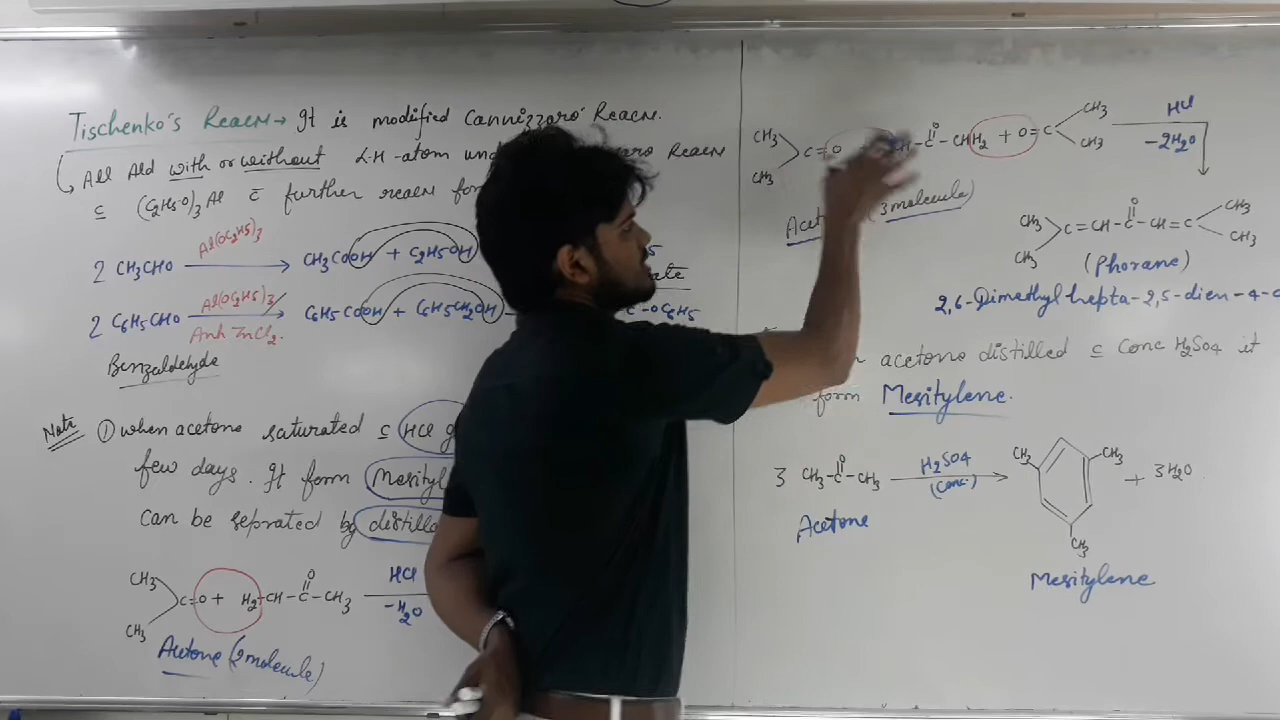 Tischenko's Reacn → It is modified Cannizzaro Reacn.
All Ald with or without α-H-atom Reacn
c̄ (C2H5-O)3Al c̄ further reacn
2 CH3CHO Al(OC2H5)3 → CH3COOH + C2H5OH
2 C6H5CHO Al(OC2H5)3 Anh ZnCl2. → C6H5COOH + C6H5CH2OH
Benzaldehyde
Note ① when acetone saturated c̄ HCl
few days. It form
can be seprated by
CH3 CH3 C=O + H2 CH-C-CH3 O HCl -H2O
Acetone (2 molecule)
CH3 CH3 C=O -C- O CH H2 + O=C CH3 CH3 HCl -2H2O
(3 molecule)
CH3 CH3 C=CH-C-CH=C O CH3 CH3
(Phorane)
2,6-Dimethyl hepta-2,5-dien-4-
acetone distilled c̄ Conc H2SO4 it
form Mesitylene.
3 CH3-C-CH3 O H2SO4 (Conc.) → CH3 CH3 CH3 + 3H2O
Acetone
Mesitylene